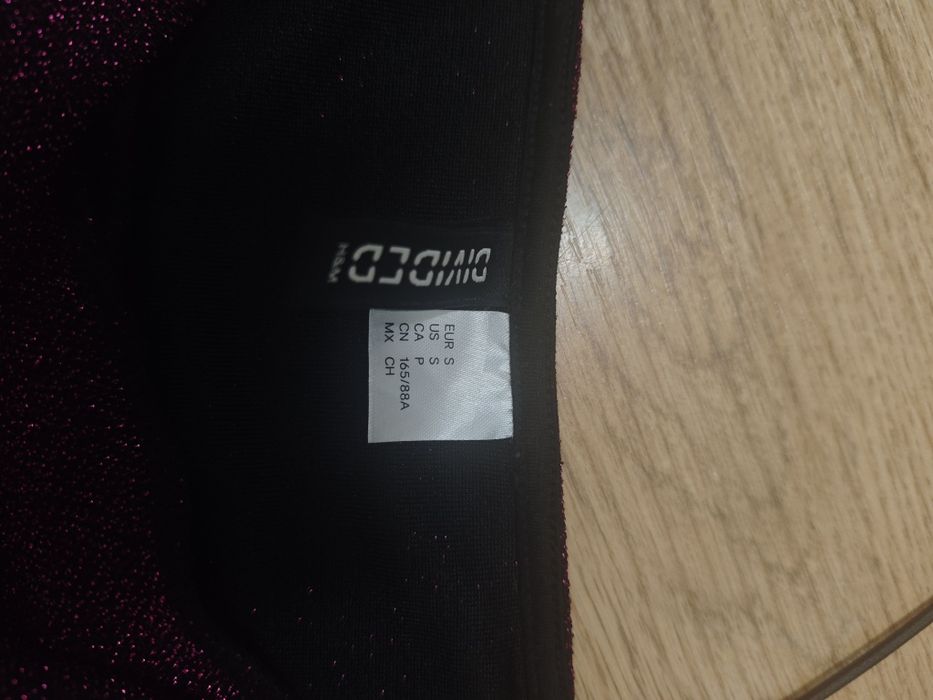 DIVIDED
H&M
EUR S
US S
CA P
CN 165/88A
MX CH